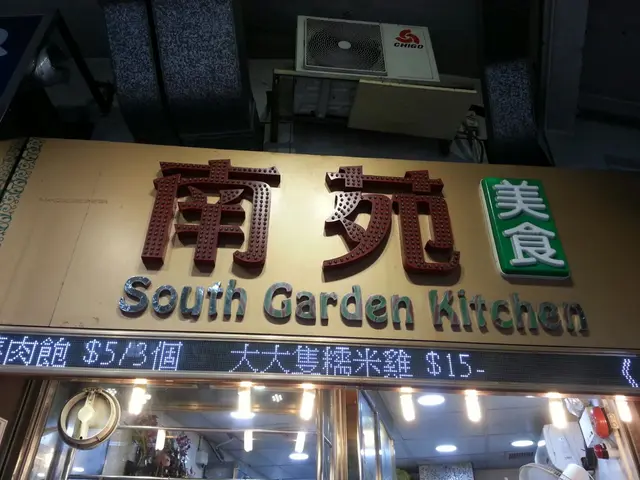 CHIGO
南苑
美食
South Garden Kitchen
肉飽 $5/3個 大大隻糯米雞 $15-